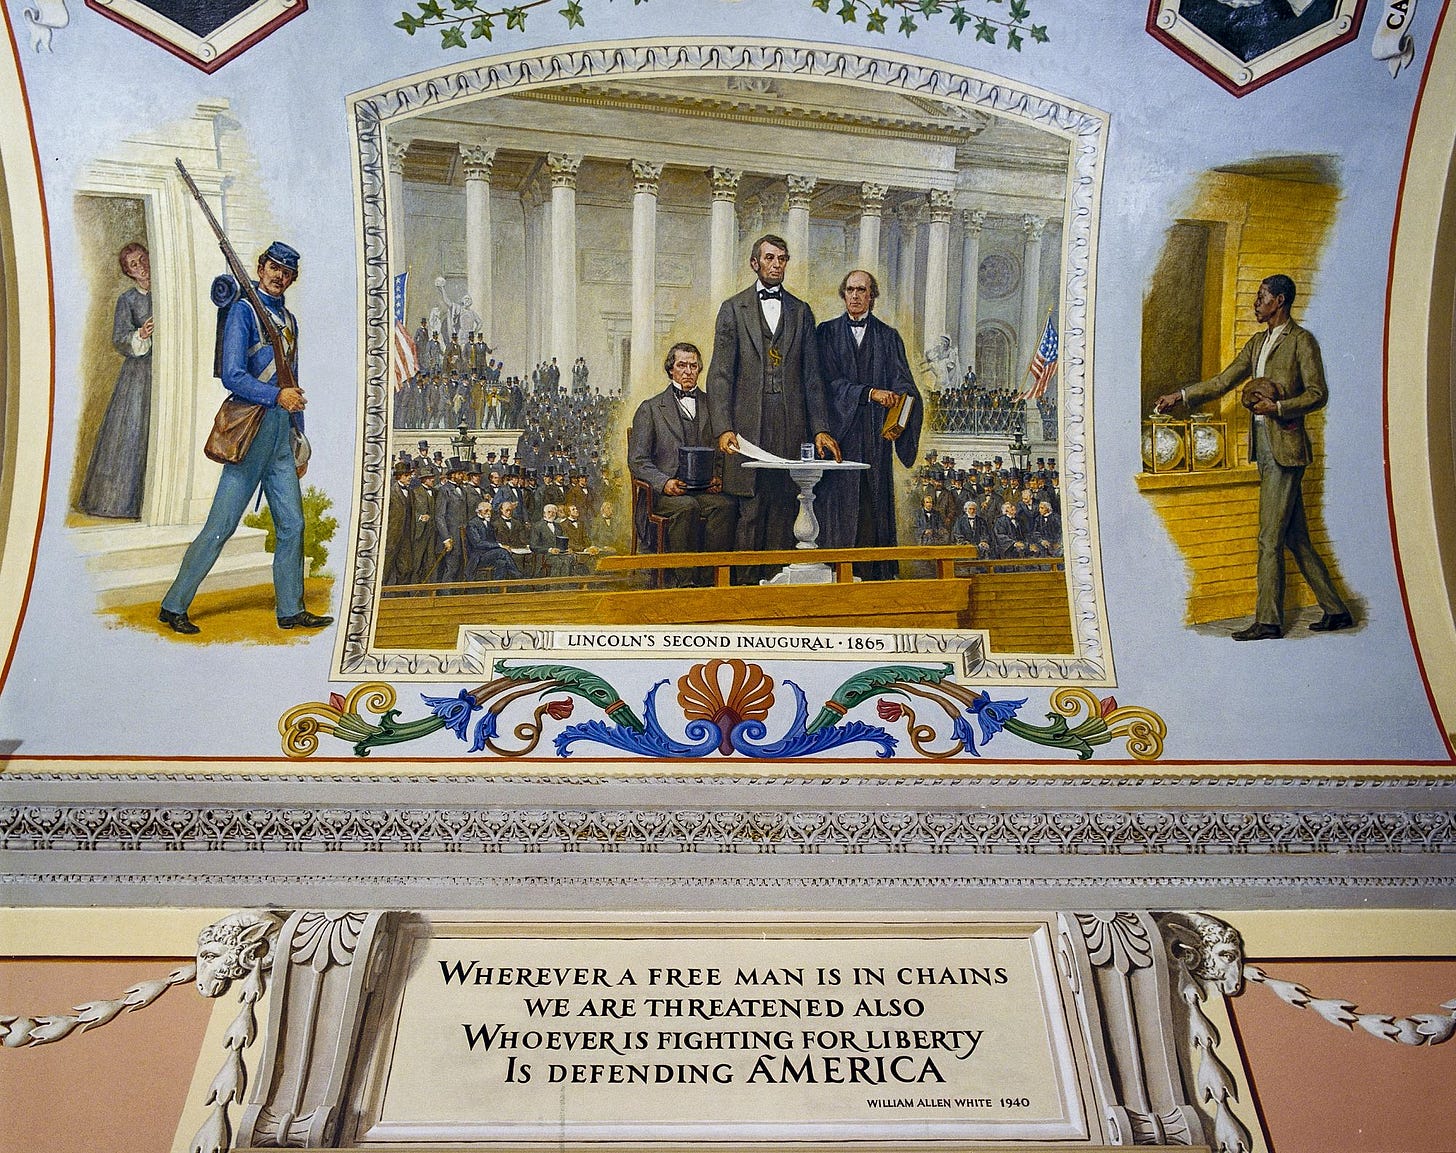 CA
LINCOLN'S SECOND INAUGURAL · 1865
WHEREVER A FREE MAN IS IN CHAINS
WE ARE THREATENED ALSO
WHOEVER IS FIGHTING FOR LIBERTY
IS DEFENDING AMERICA
WILLIAM ALLEN WHITE 1940